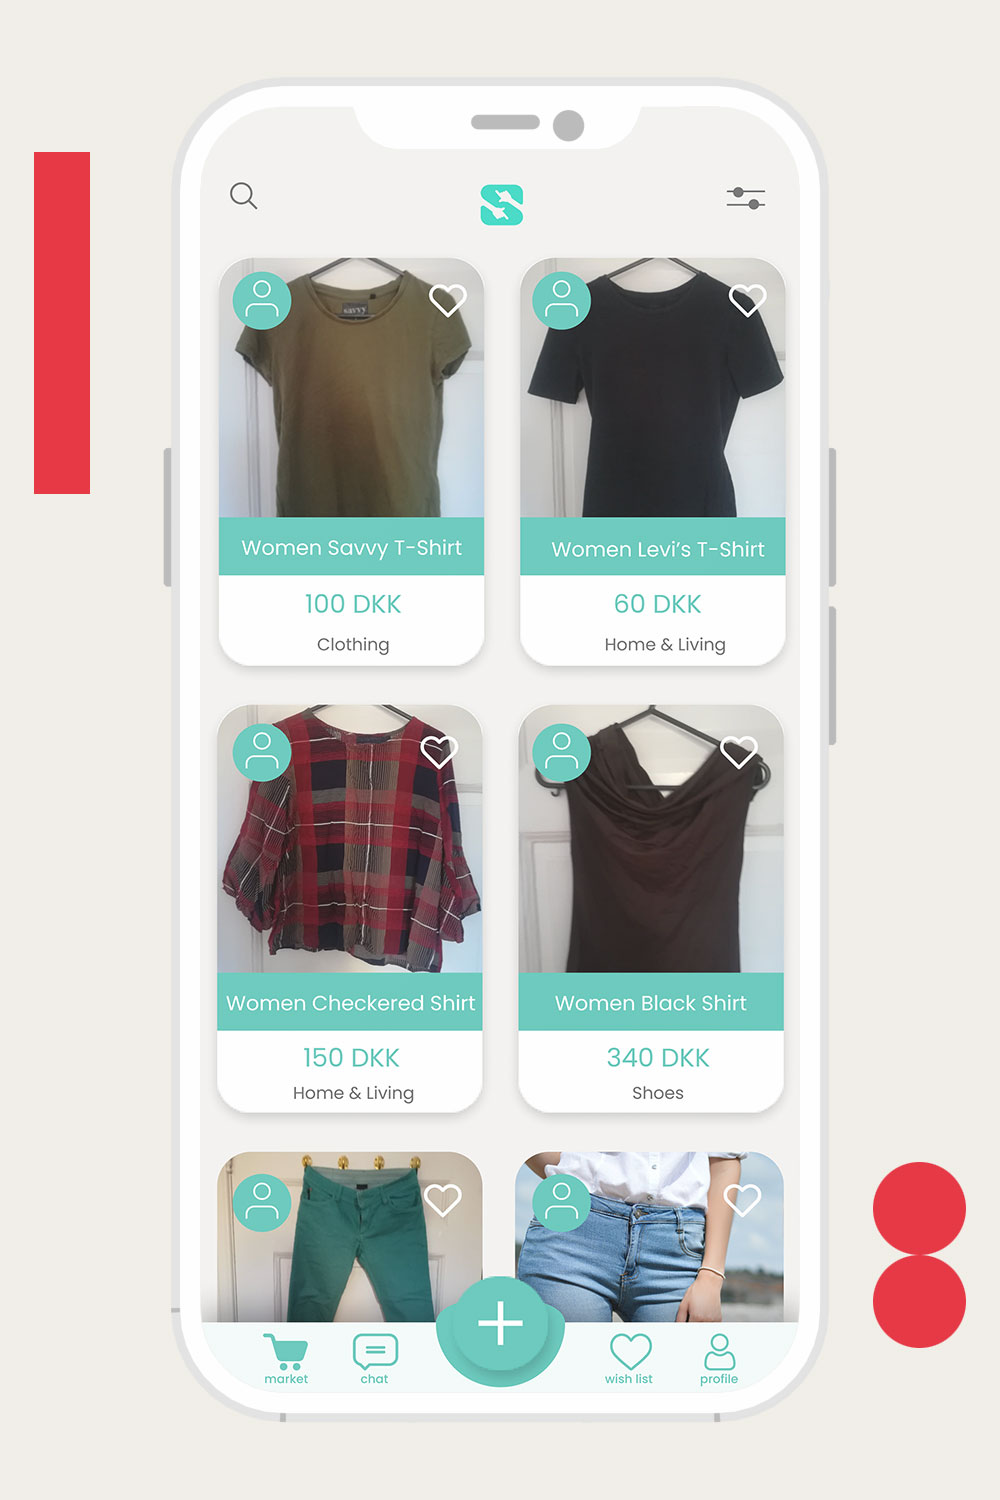 savvy
Women Savvy T-Shirt
100 DKK
Clothing
Women Levi’s T-Shirt
60 DKK
Home & Living
Women Checkered Shirt
150 DKK
Home & Living
Women Black Shirt
340 DKK
Shoes
market
chat
wish list
profile